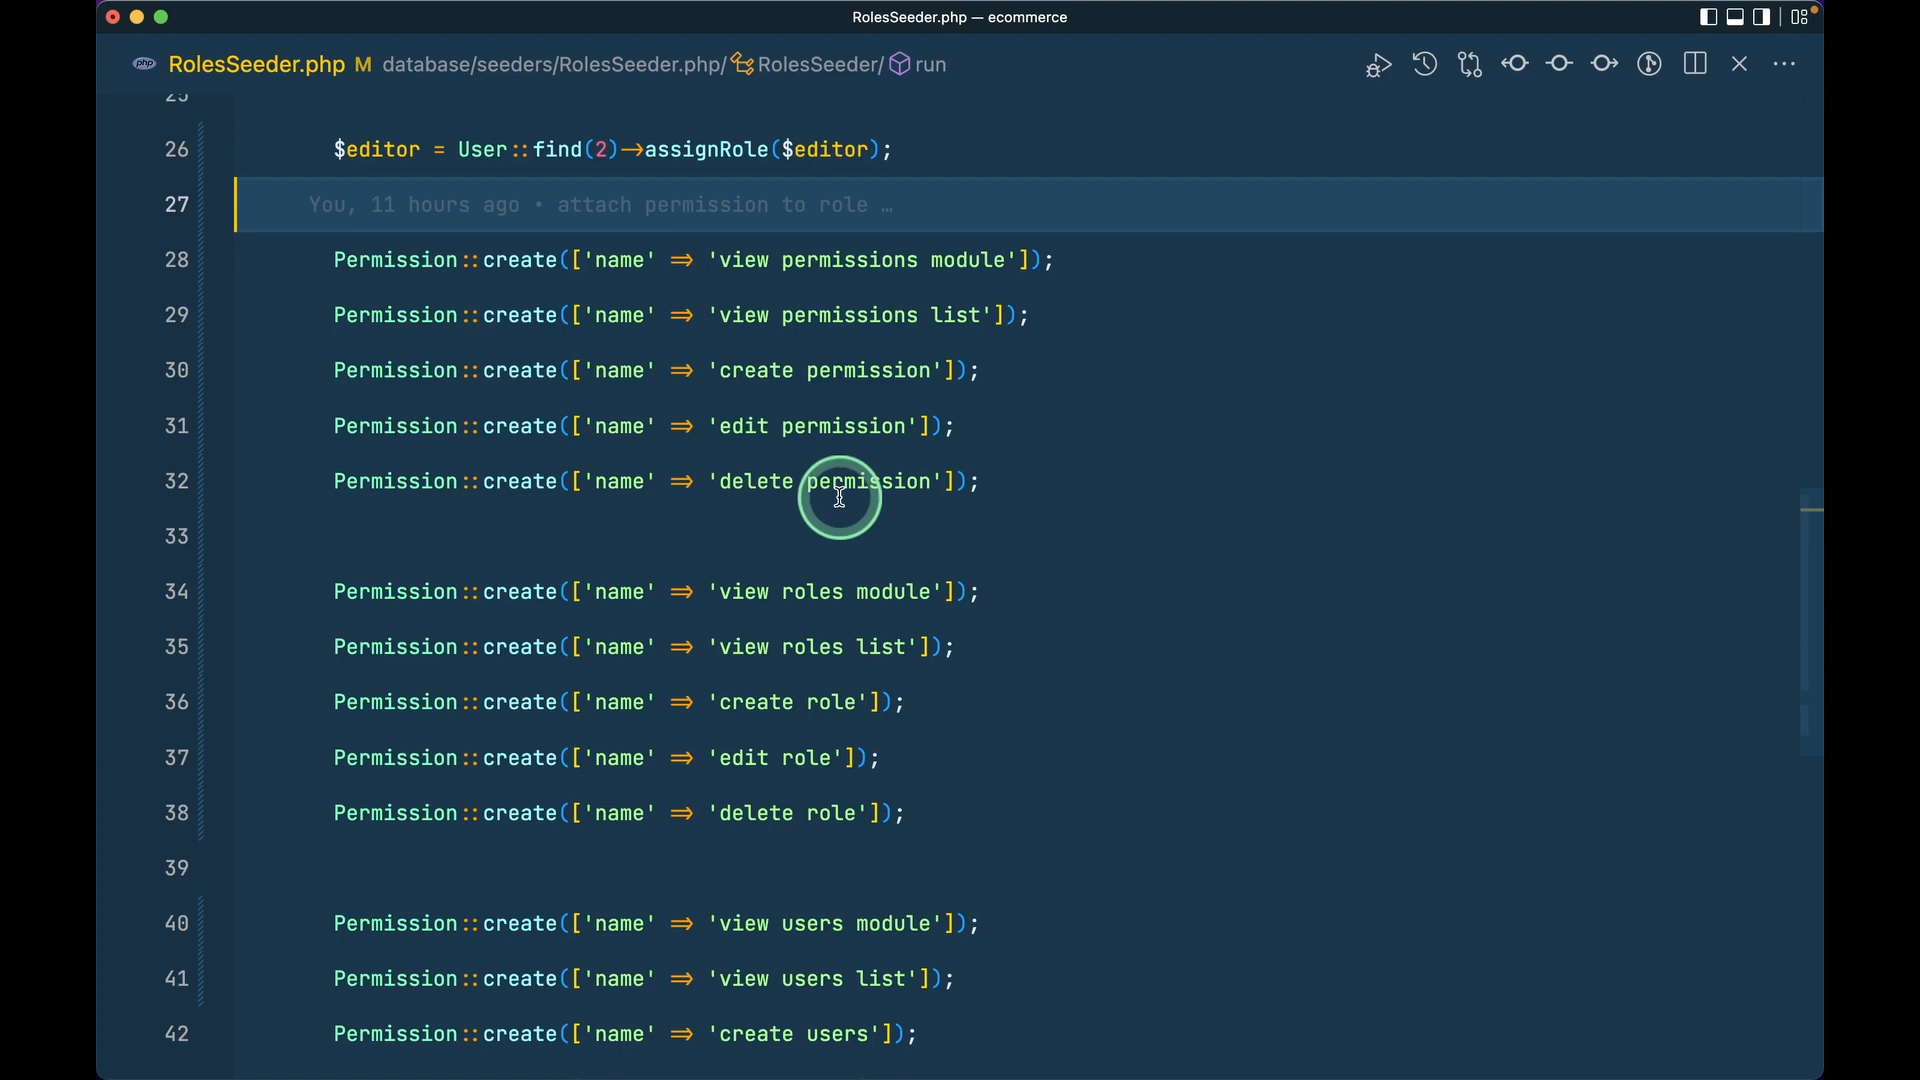 RolesSeeder.php — ecommerce
php RolesSeeder.php M database/seeders/RolesSeeder.php/ RolesSeeder/ run
25
26 $editor = User::find(2)->assignRole($editor);
27 You, 11 hours ago • attach permission to role …
28 Permission::create(['name' => 'view permissions module']);
29 Permission::create(['name' => 'view permissions list']);
30 Permission::create(['name' => 'create permission']);
31 Permission::create(['name' => 'edit permission']);
32 Permission::create(['name' => 'delete permission']);
33
34 Permission::create(['name' => 'view roles module']);
35 Permission::create(['name' => 'view roles list']);
36 Permission::create(['name' => 'create role']);
37 Permission::create(['name' => 'edit role']);
38 Permission::create(['name' => 'delete role']);
39
40 Permission::create(['name' => 'view users module']);
41 Permission::create(['name' => 'view users list']);
42 Permission::create(['name' => 'create users']);